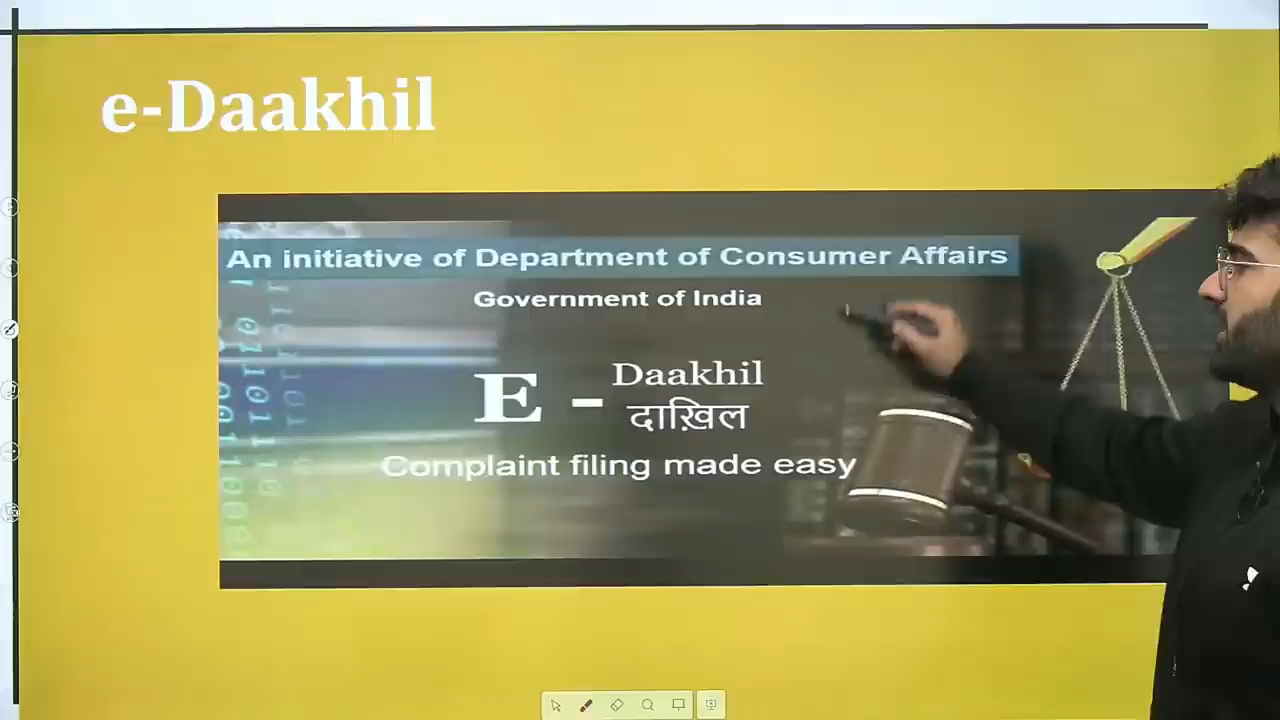 e-Daakhil
An initiative of Department of Consumer Affairs
Government of India
E - Daakhil
दाख़िल
Complaint filing made easy